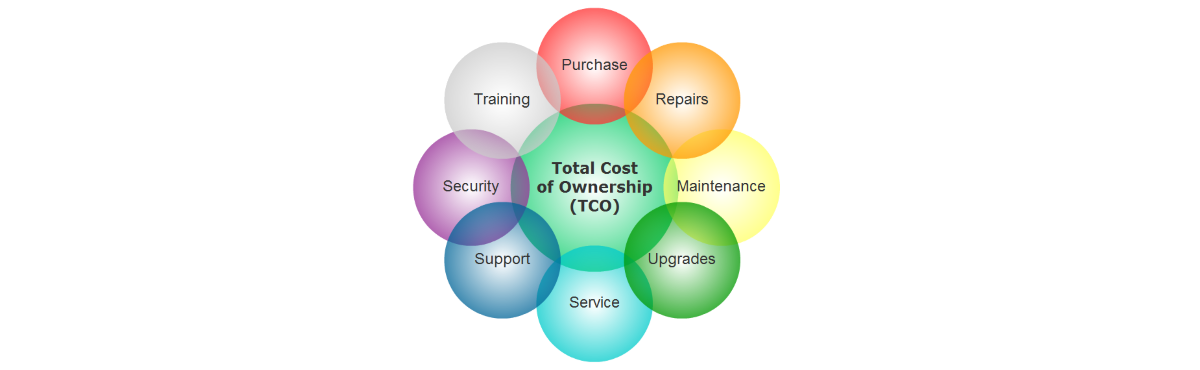 Purchase
Training
Repairs
Total Cost
of Ownership
(TCO)
Security
Maintenance
Support
Upgrades
Service